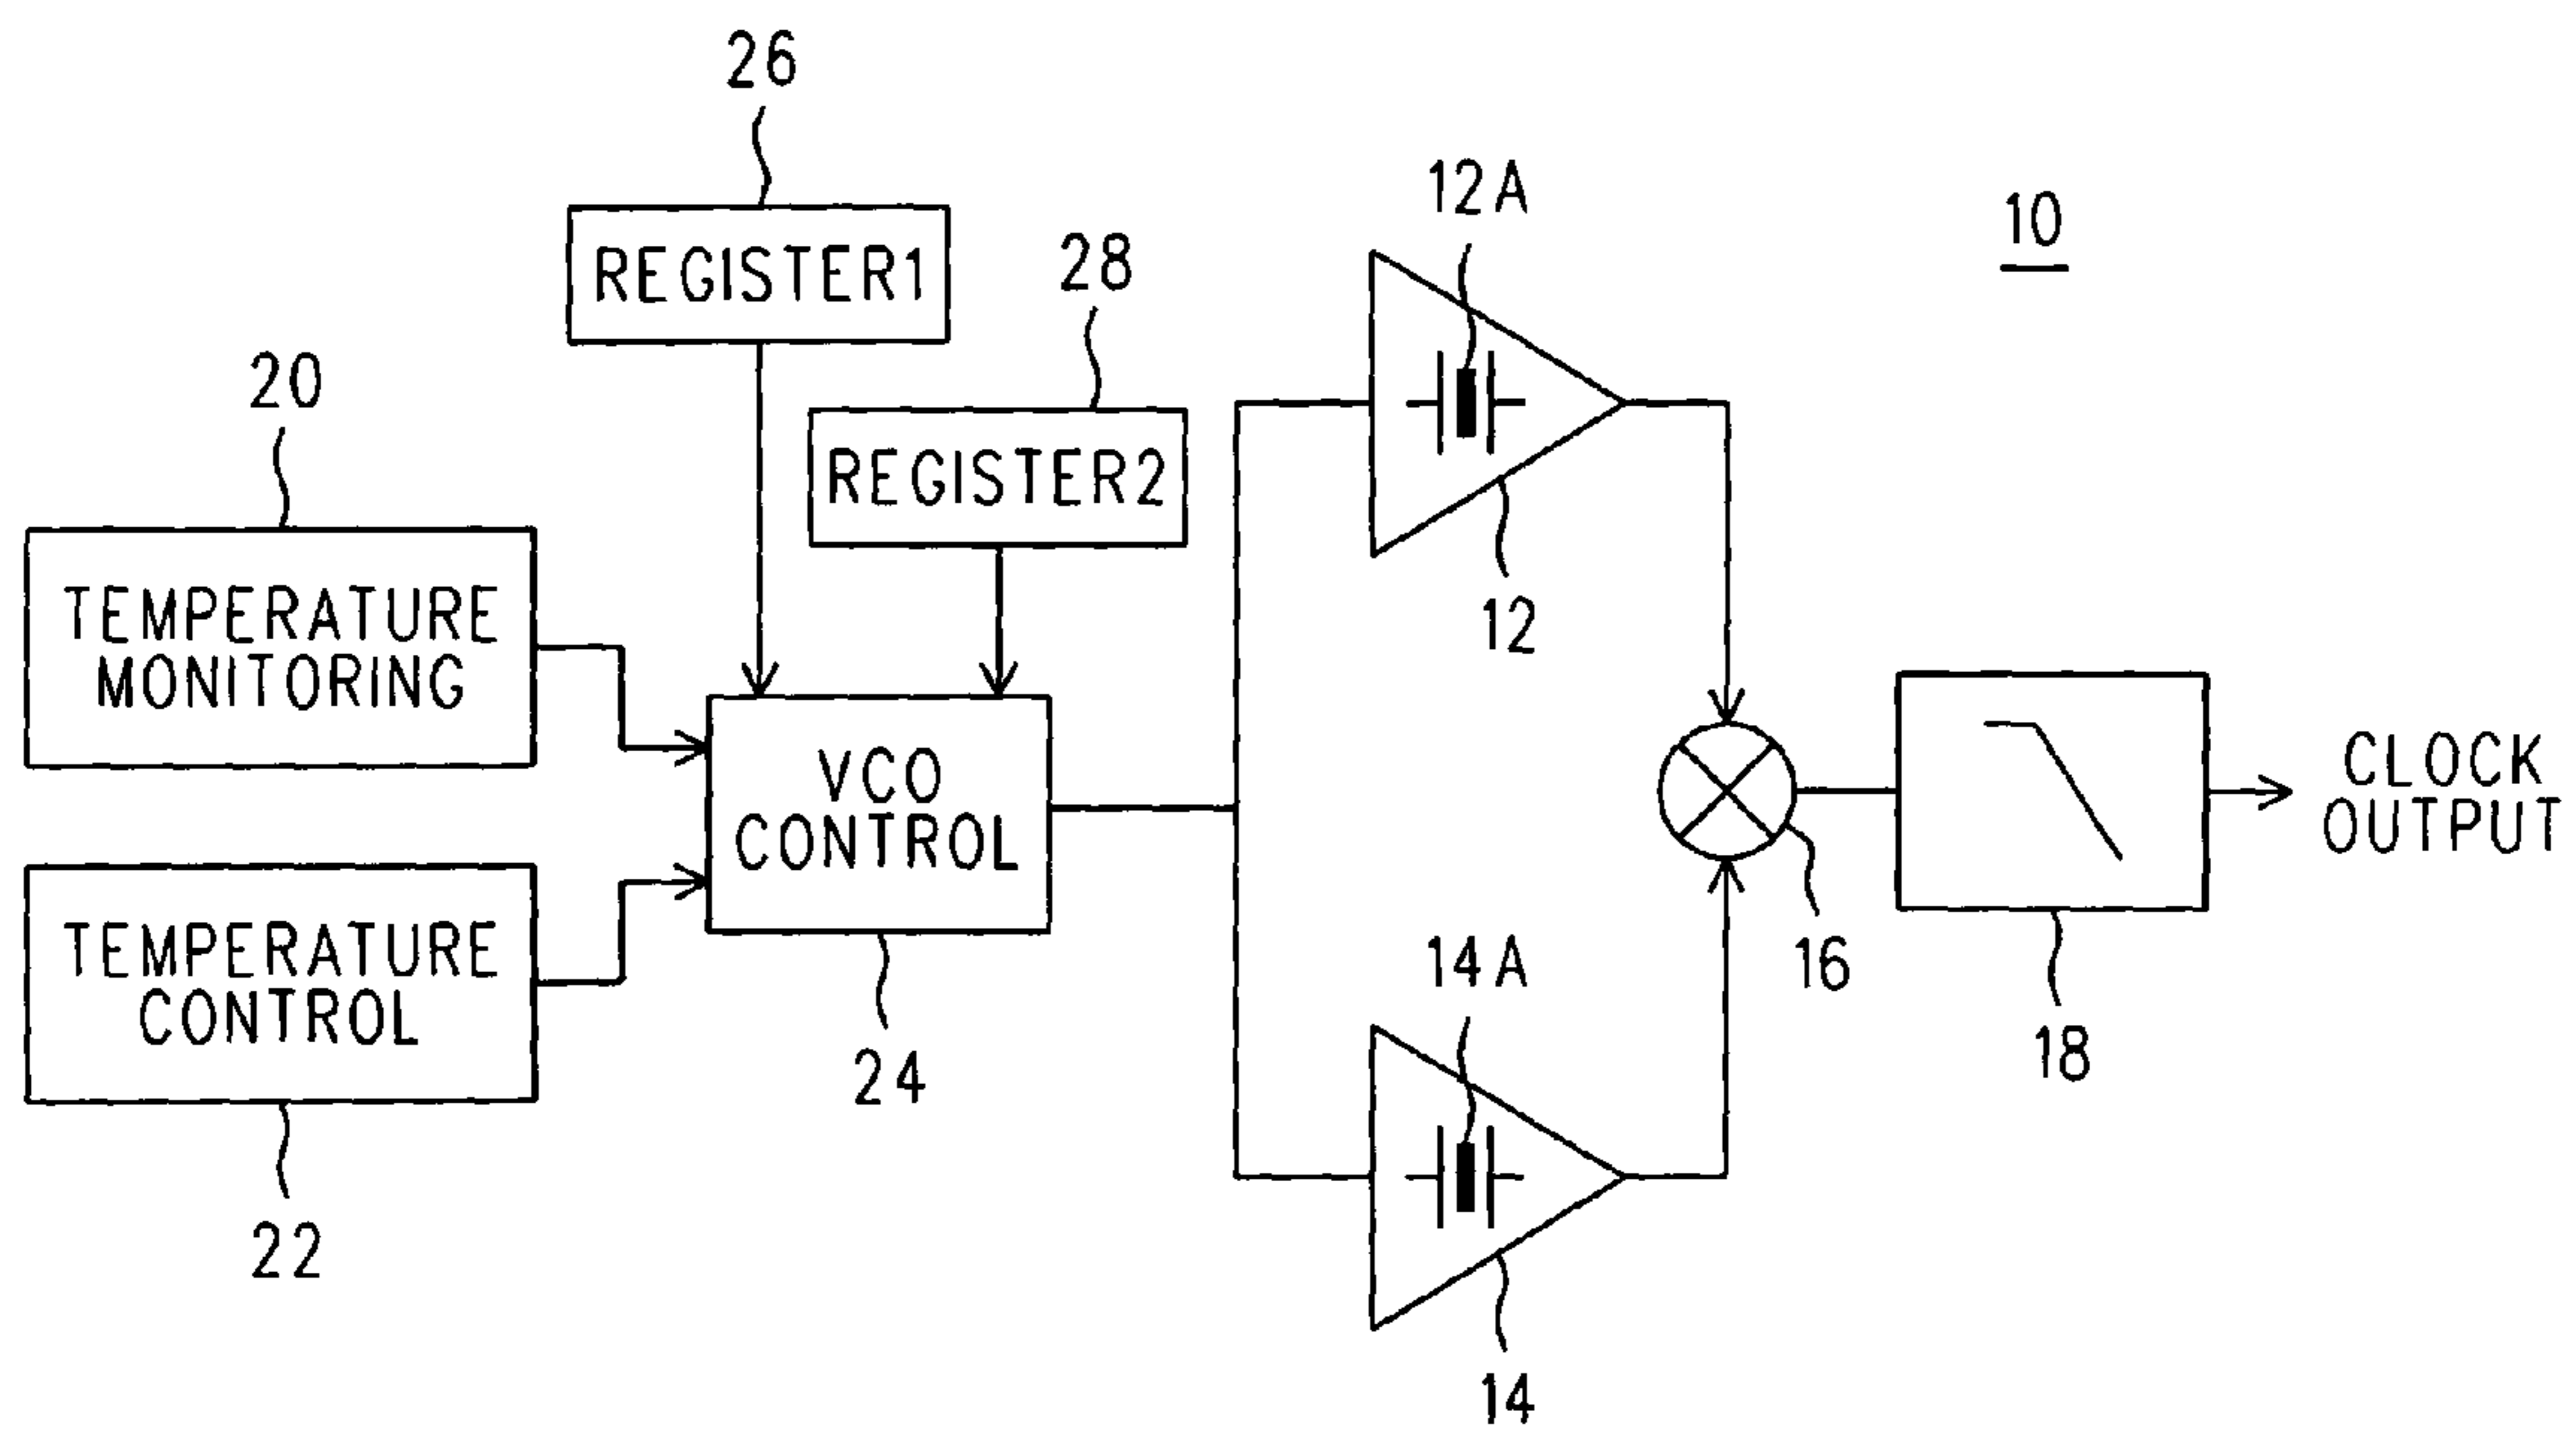 26
12A
10
REGISTER1
28
20
REGISTER2
TEMPERATURE
MONITORING
12
VCO
CONTROL
CLOCK
OUTPUT
TEMPERATURE
CONTROL
14A
16
24
18
22
14